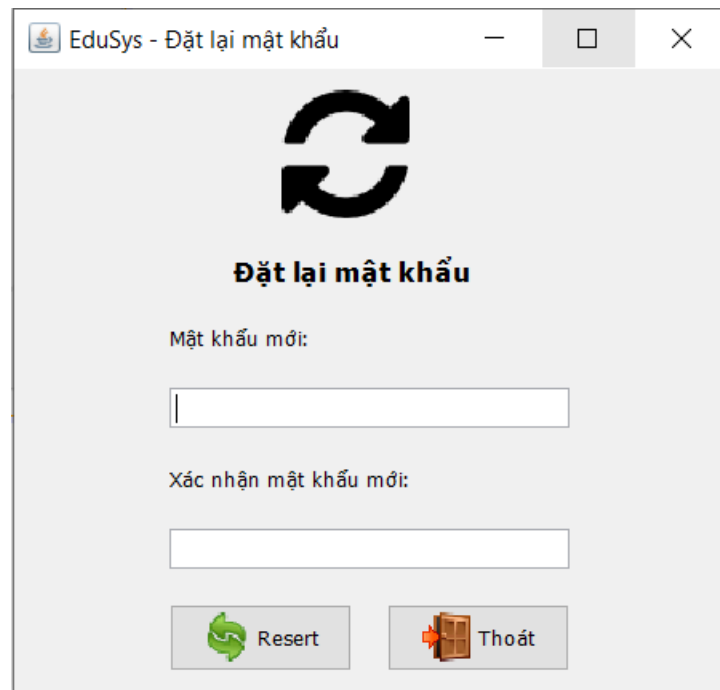 EduSys - Đặt lại mật khẩu
Đặt lại mật khẩu
Mật khẩu mới:
Xác nhận mật khẩu mới:
Resert Thoát